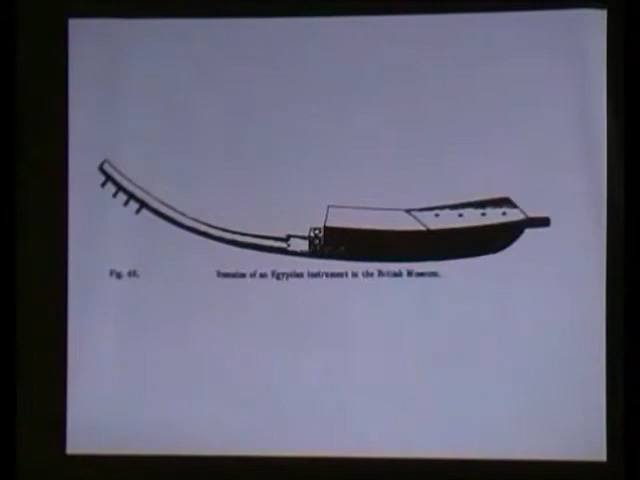 Fig. 65. Remains of an Egyptian instrument in the British Museum.